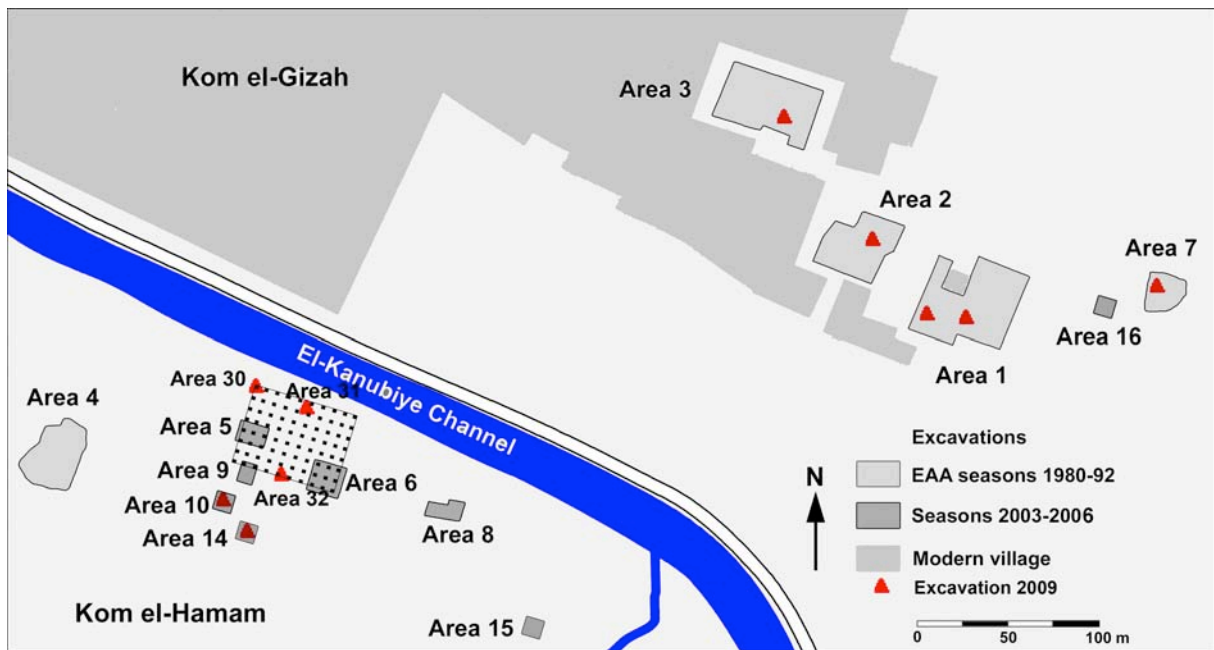 Kom el-Gizah
Area 3
Area 2
Area 7
Area 16
Area 1
El-Kanubiye Channel
Area 30
Area 31
Area 4
Area 5
Area 9
Area 6
Area 32
Area 10
Area 8
Area 14
Kom el-Hamam
Area 15
N
Excavations
EAA seasons 1980-92
Seasons 2003-2006
Modern village
Excavation 2009
0 50 100 m